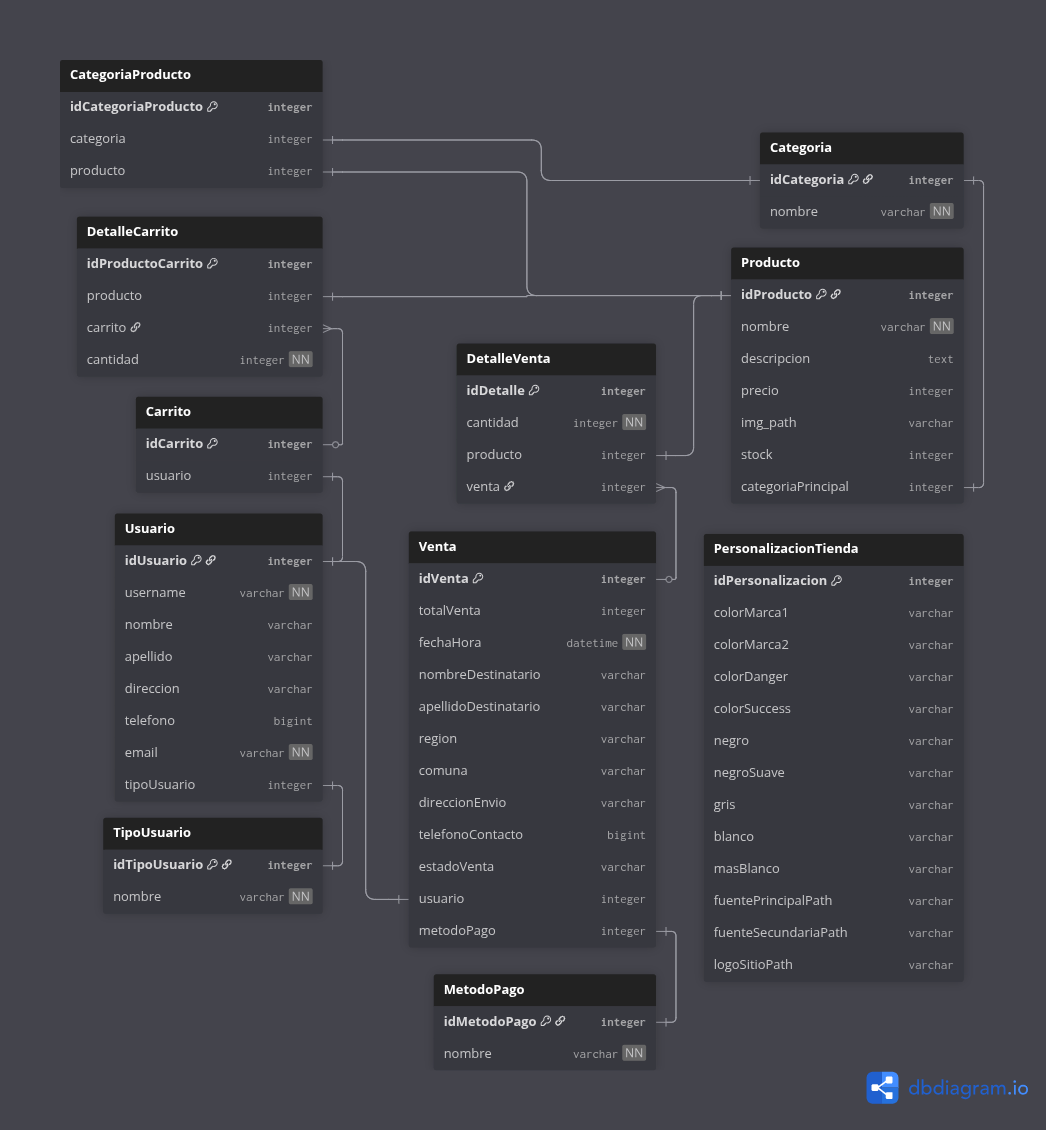 CategoriaProducto
idCategoriaProducto integer
categoria integer
producto integer
Categoria
idCategoria integer
nombre varchar NN
DetalleCarrito
idProductoCarrito integer
producto integer
carrito integer
cantidad integer NN
Producto
idProducto integer
nombre varchar NN
descripcion text
precio integer
img_path varchar
stock integer
categoriaPrincipal integer
DetalleVenta
idDetalle integer
cantidad integer NN
producto integer
venta integer
Carrito
idCarrito integer
usuario integer
Usuario
idUsuario integer
username varchar NN
nombre varchar
apellido varchar
direccion varchar
telefono bigint
email varchar NN
tipoUsuario integer
Venta
idVenta integer
totalVenta integer
fechaHora datetime NN
nombreDestinatario varchar
apellidoDestinatario varchar
region varchar
comuna varchar
direccionEnvio varchar
telefonoContacto bigint
estadoVenta varchar
usuario integer
metodoPago integer
PersonalizacionTienda
idPersonalizacion integer
colorMarca1 varchar
colorMarca2 varchar
colorDanger varchar
colorSuccess varchar
negro varchar
negroSuave varchar
gris varchar
blanco varchar
masBlanco varchar
fuentePrincipalPath varchar
fuenteSecundariaPath varchar
logoSitioPath varchar
TipoUsuario
idTipoUsuario integer
nombre varchar NN
MetodoPago
idMetodoPago integer
nombre varchar NN
dbdiagram.io